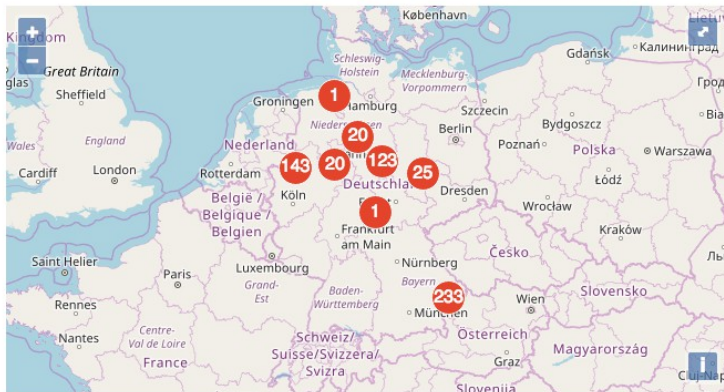 København
+
−
Kingdom
Schleswig-
Holstein
Mecklenburg-
Vorpommern
Gdańsk
Калининград
Great Britain
Sheffield
Groningen
1
Hamburg
Szczecin
Bydgoszcz
Niedersachsen
20
Wales
England
Nederland
Berlin
Poznań
Polska
Warszawa
Cardiff
London
Rotterdam
143
20
123
25
Łódź
Köln
Deutschland
Dresden
Wrocław
België /
Belgique /
Belgien
1
Frankfurt
am Main
Kraków
Česko
Saint Helier
Luxembourg
Nürnberg
Paris
Grand-
Est
Bayern
Slovensko
Rennes
Baden-
Württemberg
233
München
Wien
Centre-
Val de Loire
Nantes
Österreich
Magyarország
France
Schweiz/
Suisse/Svizzera/
Svizra
Graz
i
Slovenija
Cluj-Nap